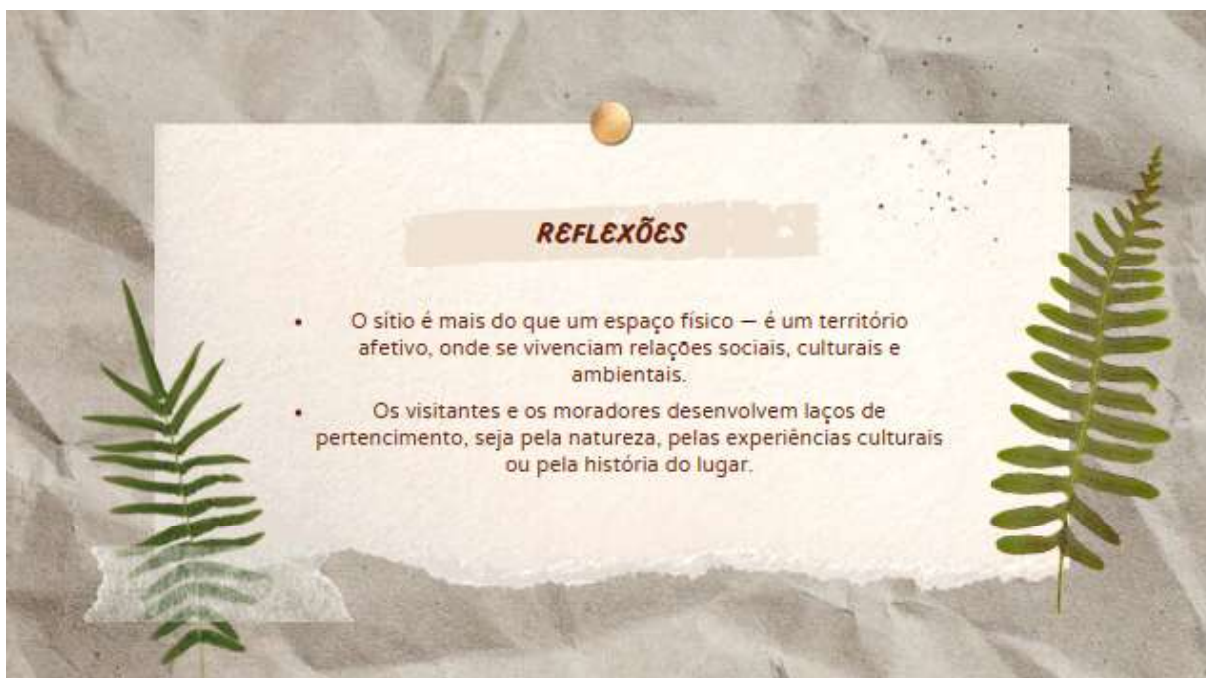 REFLEXÕES
• O sítio é mais do que um espaço físico — é um território
afetivo, onde se vivenciam relações sociais, culturais e
ambientais.
• Os visitantes e os moradores desenvolvem laços de
pertencimento, seja pela natureza, pelas experiências culturais
ou pela história do lugar.